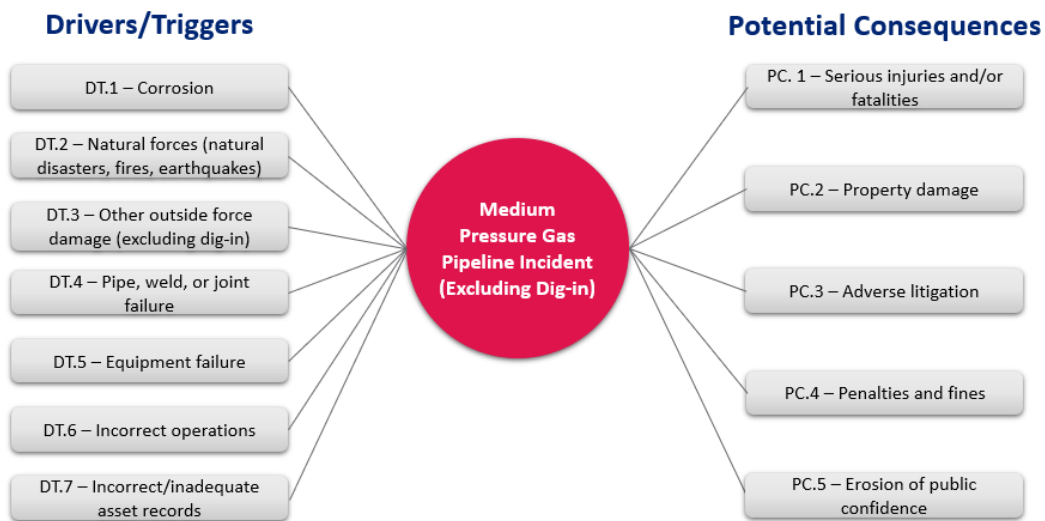 Drivers/Triggers
DT.1 – Corrosion
DT.2 – Natural forces (natural
disasters, fires, earthquakes)
DT.3 – Other outside force
damage (excluding dig-in)
DT.4 – Pipe, weld, or joint
failure
DT.5 – Equipment failure
DT.6 – Incorrect operations
DT.7 – Incorrect/inadequate
asset records
Medium
Pressure Gas
Pipeline Incident
(Excluding Dig-in)
Potential Consequences
PC. 1 – Serious injuries and/or
fatalities
PC.2 – Property damage
PC.3 – Adverse litigation
PC.4 – Penalties and fines
PC.5 – Erosion of public
confidence